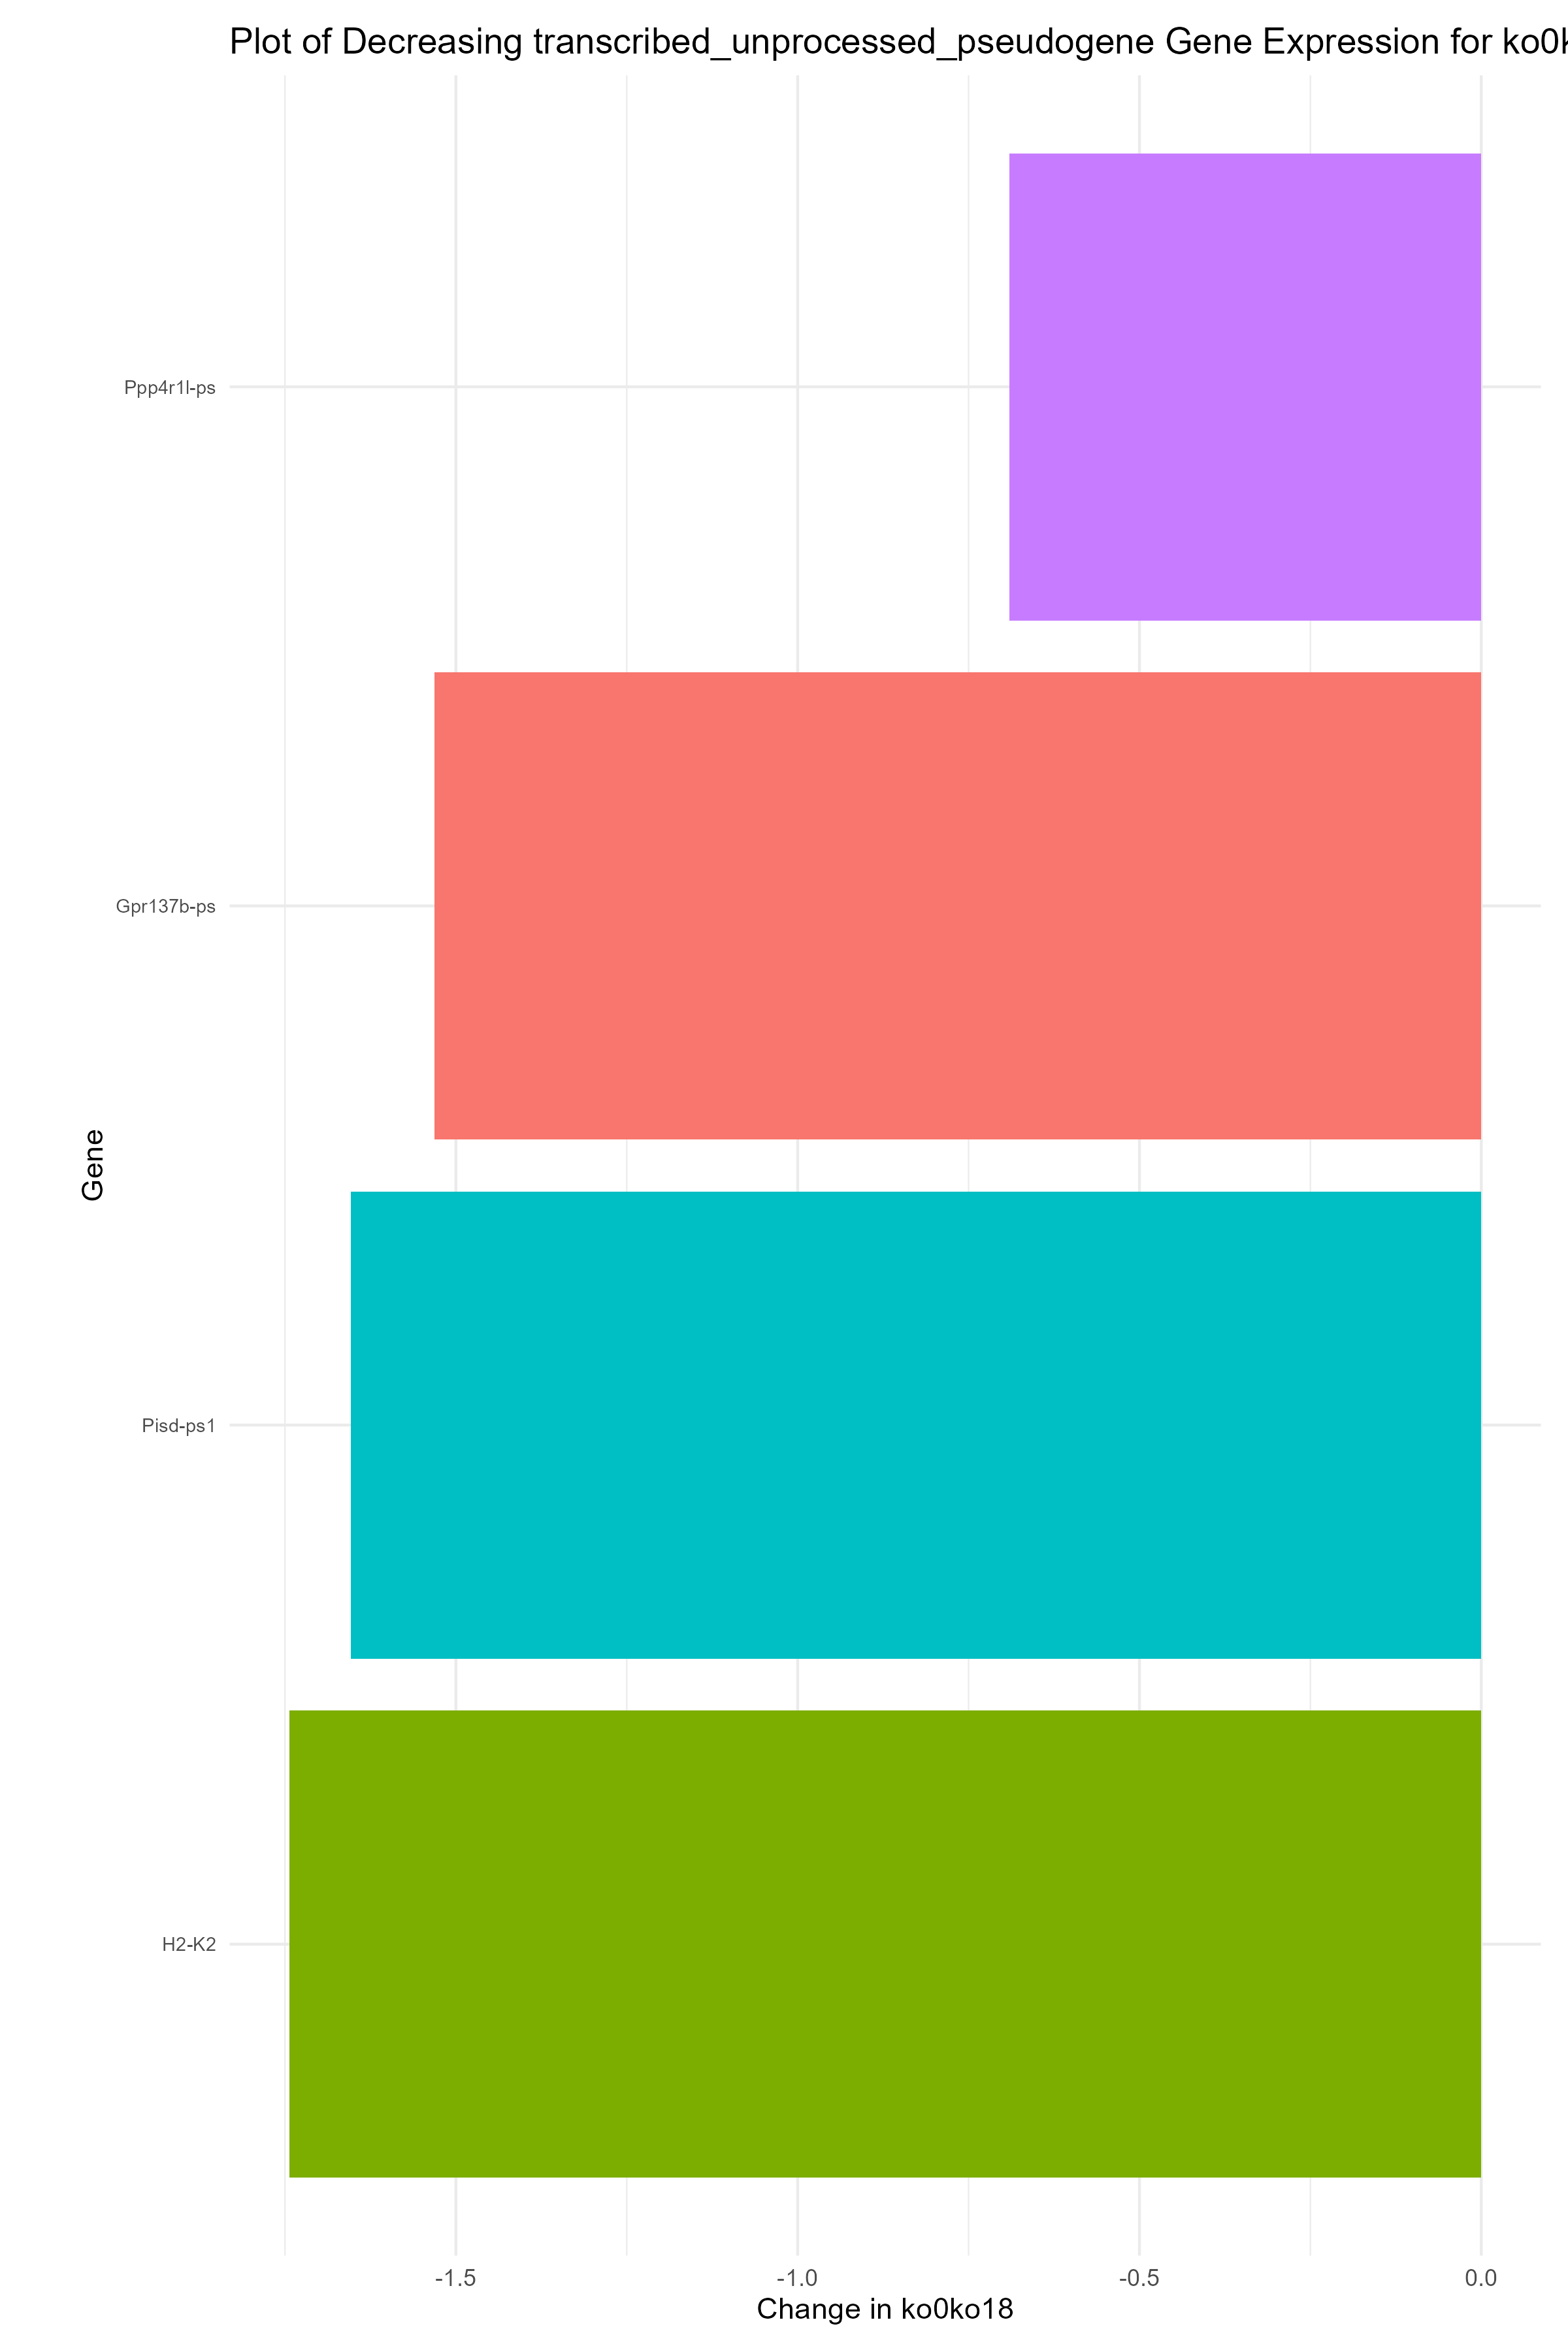 Plot of Decreasing transcribed_unprocessed_pseudogene Gene Expression for ko0k
Ppp4r1l-ps
Gpr137b-ps
Gene
Pisd-ps1
H2-K2
-1.5 -1.0 -0.5 0.0
Change in ko0ko18